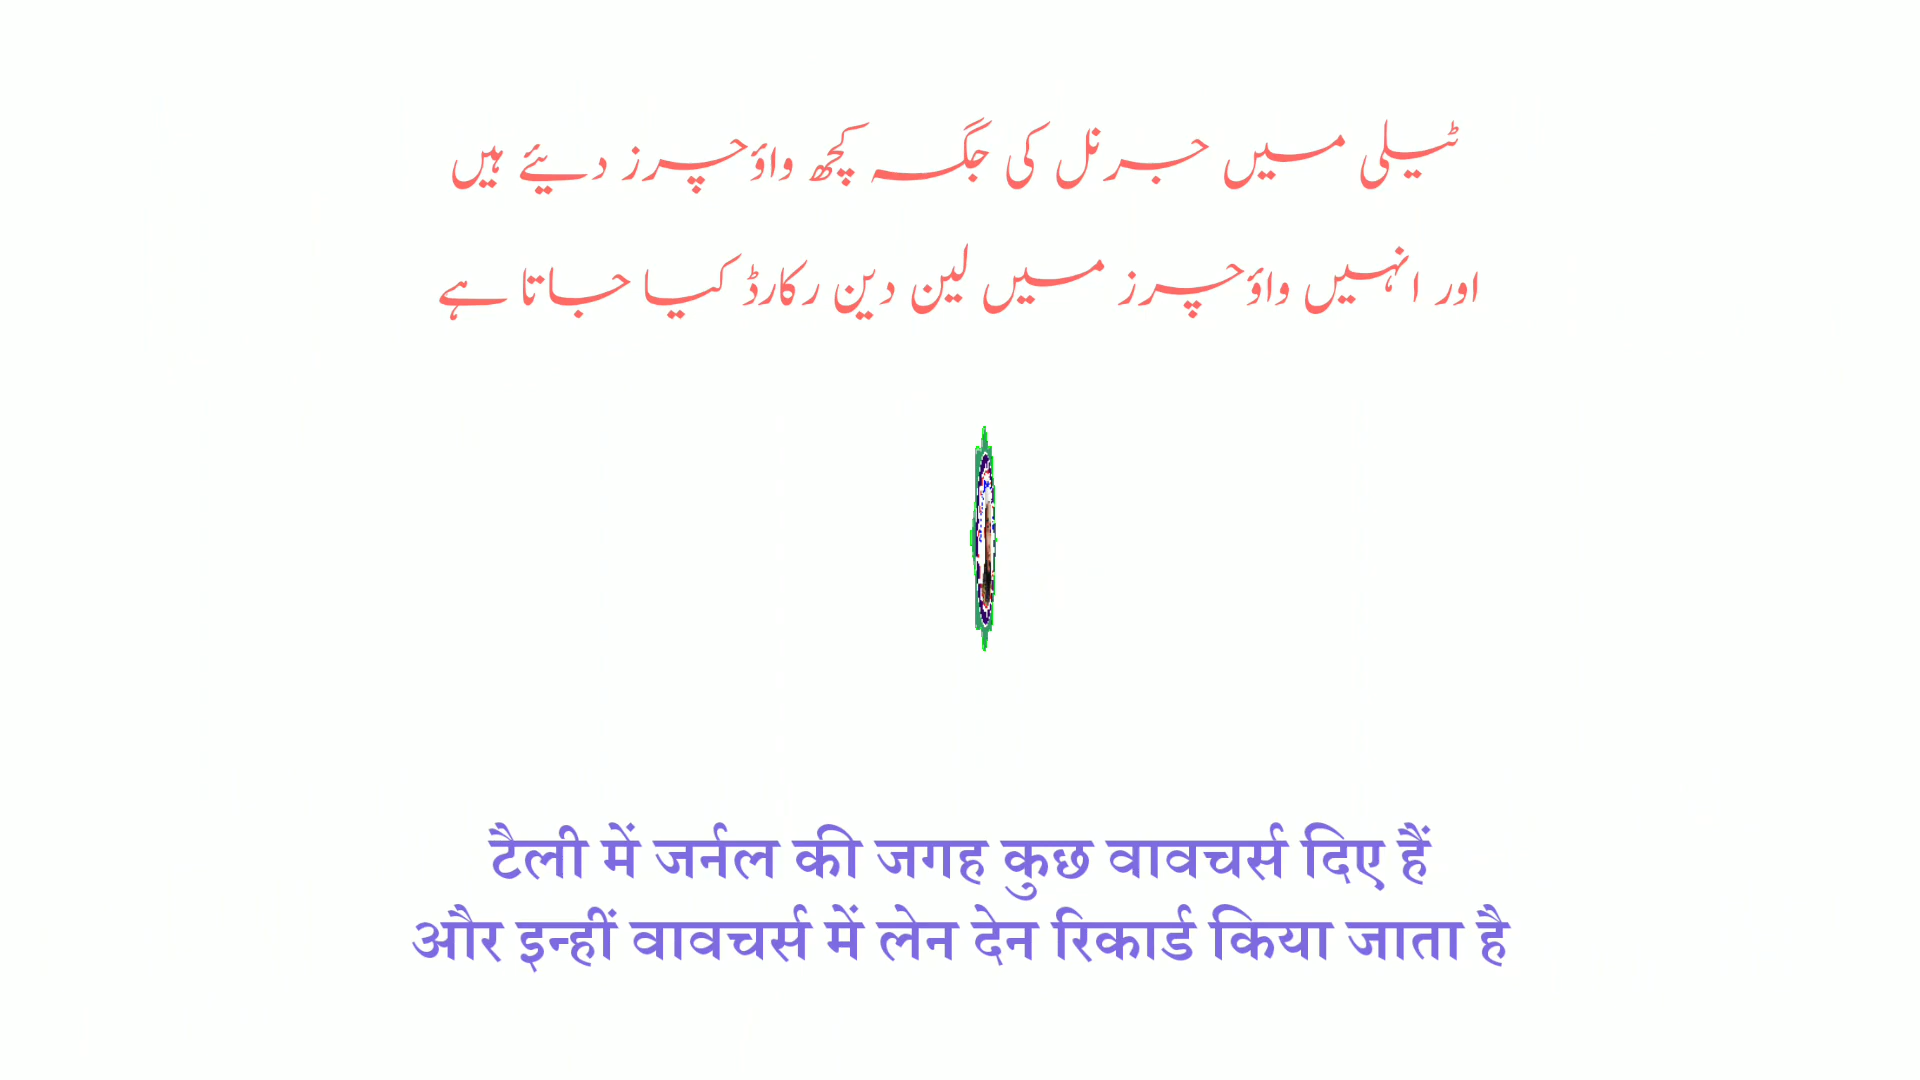 ٹیلی میں جرنل کی جگہ کچھ واؤچرز دیئے ہیں
اور انہیں واؤچرز میں لین دین رکارڈ کیا جاتا ہے
टैली में जर्नल की जगह कुछ वावचर्स दिए हैं
और इन्हीं वावचर्स में लेन देन रिकार्ड किया जाता है